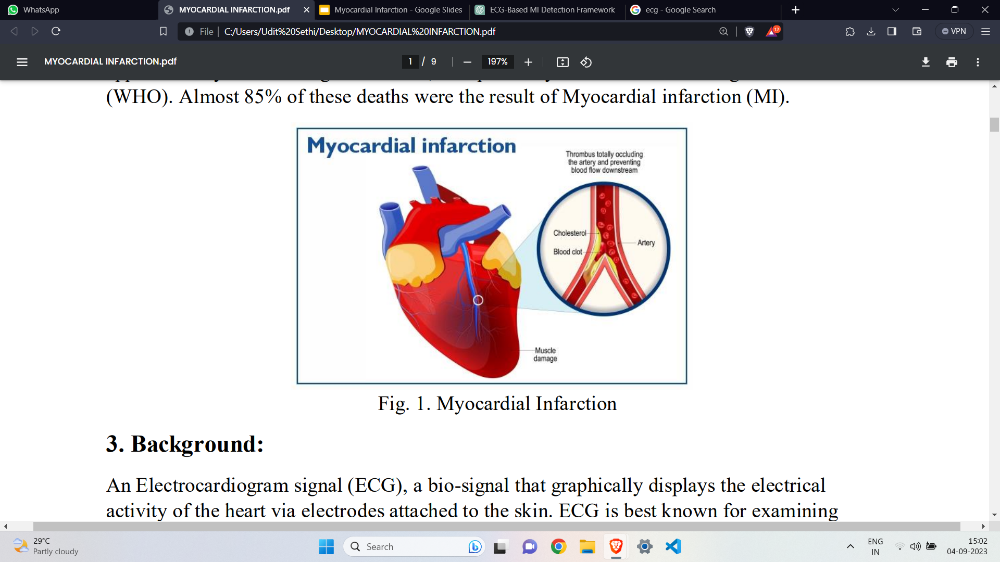 WhatsApp
MYOCARDIAL INFARCTION.pdf
Myocardial Infarction - Google Slides
ECG-Based MI Detection Framework
ecg - Google Search
File
C:/Users/Udit%20Sethi/Desktop/MYOCARDIAL%20INFARCTION.pdf
12
VPN
MYOCARDIAL INFARCTION.pdf
1 / 9
197%
(WHO). Almost 85% of these deaths were the result of Myocardial infarction (MI).
Myocardial infarction
Thrombus totally occluding
the artery and preventing
blood flow downstream
Cholesterol
Artery
Blood clot
Muscle
damage
Fig. 1. Myocardial Infarction
3. Background:
An Electrocardiogram signal (ECG), a bio-signal that graphically displays the electrical
activity of the heart via electrodes attached to the skin. ECG is best known for examining
29°C
Partly cloudy
Search
ENG
IN
15:02
04-09-2023